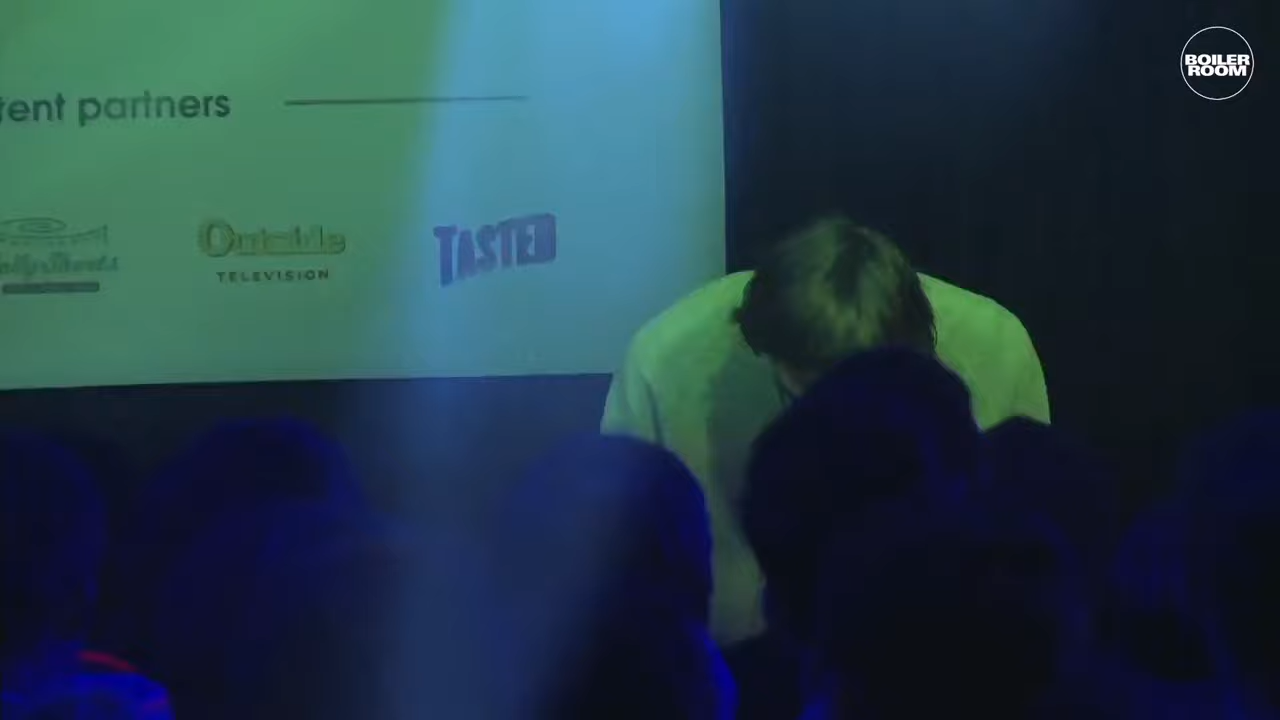 BOILER
ROOM
tent partners
Outside
TELEVISION
TASTED